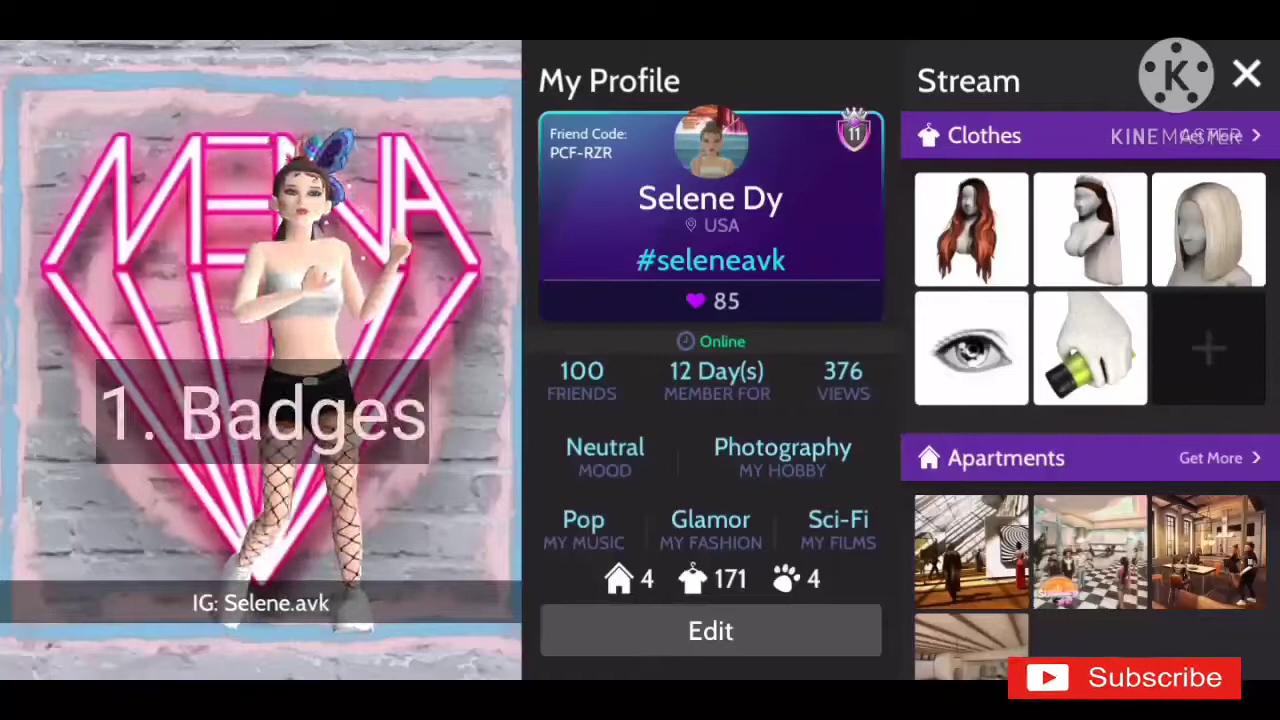 MENA
1. Badges
IG: Selene.avk
My Profile
Friend Code:
PCF-RZR
11
Selene Dy
USA
#seleneavk
85
Online
100
FRIENDS
12 Day(s)
MEMBER FOR
376
VIEWS
Neutral
MOOD
Photography
MY HOBBY
Pop
MY MUSIC
Glamor
MY FASHION
Sci-Fi
MY FILMS
4
171
4
Edit
Stream
K
Clothes
KINEMASTER
Get More
Apartments
Get More
Subscribe